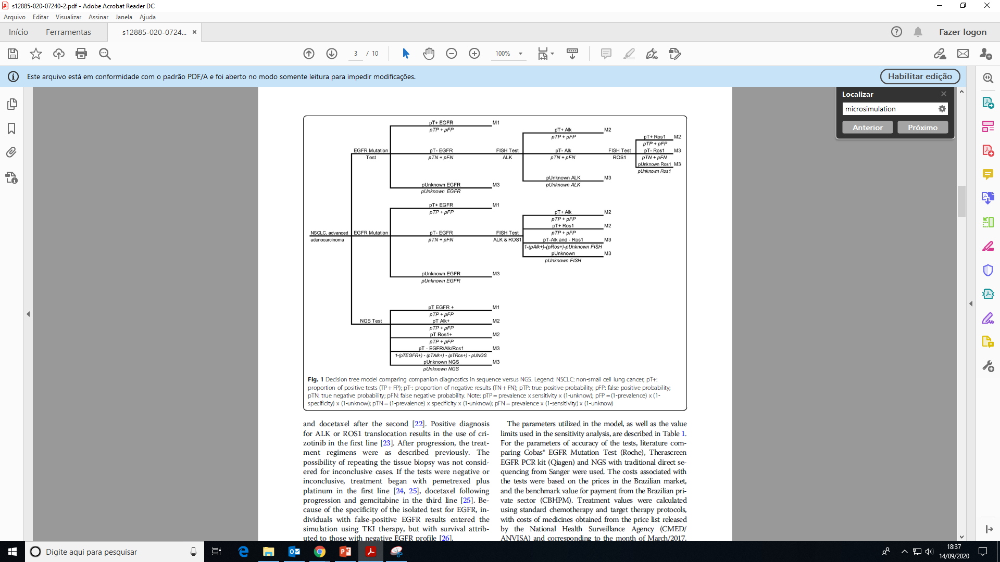 s12885-020-07240-2.pdf - Adobe Acrobat Reader DC
Arquivo Editar Visualizar Assinar Janela Ajuda
Início Ferramentas s12885-020-0724... × Fazer logon
3 / 10 100%
Este arquivo está em conformidade com o padrão PDF/A e foi aberto no modo somente leitura para impedir modificações. Habilitar edição
Localizar
microsimulation
Anterior Próximo
NSCLC, advanced
adenocarcinoma
EGFR Mutation
Test
pT+ EGFR M1
pTP + pFP
pT- EGFR
pTN + pFN
FISH Test
ALK
pT+ Alk M2
pTP + pFP
pT- Alk
pTN + pFN
FISH Test
ROS1
pT+ Ros1 M2
pTP + pFP
pT- Ros1 M3
pTN + pFN
pUnknown Ros1 M3
pUnknown Ros1
pUnknown ALK M3
pUnknown ALK
pUnknown EGFR M3
pUnknown EGFR
EGFR Mutation
pT+ EGFR M1
pTP + pFP
pT- EGFR
pTN + pFN
FISH Test
ALK & ROS1
pT+ Alk M2
pTP + pFP
pT+ Ros1 M2
pTP + pFP
pT-Alk and - Ros1 M3
1-(pAlk+)-(pRos+)-pUnknown FISH
pUnknown M3
pUnknown FISH
pUnknown EGFR M3
pUnknown EGFR
NGS Test
pT EGFR + M1
pTP + pFP
pT Alk+ M2
pTP + pFP
pT Ros1+ M2
pTP + pFP
pT - EGFR/Alk/Ros1 M3
1-(pTEGFR+) - (pTAlk+) - (pTRos+) - pUNGS
pUnknown NGS M3
pUnknown NGS
Fig. 1 Decision tree model comparing companion diagnostics in sequence versus NGS. Legend: NSCLC: non-small cell lung cancer; pT+:
proportion of positive tests (TP + FP); pT-: proportion of negative results (TN + FN); pTP: true positive probability; pFP: false positive probability;
pTN: true negative probability; pFN: false negative probability. Note: pTP = prevalence x sensitivity x (1-unknow); pFP = (1-prevalence) x (1-
specificity) x (1-unknow); pTN = (1-prevalence) x specificity x (1-unknow); pFN = prevalence x (1-sensitivity) x (1-unknow)
and docetaxel after the second [22]. Positive diagnosis
for ALK or ROS1 translocation results in the use of cri-
zotinib in the first line [23]. After progression, the treat-
ment regimens were as described previously. The
possibility of repeating the tissue biopsy was not consid-
ered for inconclusive cases. If the tests were negative or
inconclusive, treatment began with pemetrexed plus
platinum in the first line [24, 25], docetaxel following
progression and gemcitabine in the third line [25]. Be-
cause of the specificity of the isolated test for EGFR, in-
dividuals with false-positive EGFR results entered the
simulation using TKI therapy, but with survival attrib-
uted to those with negative EGFR profile [26].
The parameters utilized in the model, as well as the value
limits used in the sensitivity analysis, are described in Table 1.
For the parameters of accuracy of the tests, literature com-
paring Cobas® EGFR Mutation Test (Roche), Therascreen
EGFR PCR kit (Qiagen) and NGS with traditional direct se-
quencing from Sanger were used. The costs associated with
the tests were based on the prices in the Brazilian market,
and the benchmark value for payment from the Brazilian pri-
vate sector (CBHPM). Treatment values were calculated
using standard chemotherapy and target therapy protocols,
with costs of medicines obtained from the price list released
by the National Health Surveillance Agency (CMED/
ANVISA) and corresponding to the month of March/2017.
Digite aqui para pesquisar
18:37
14/09/2020